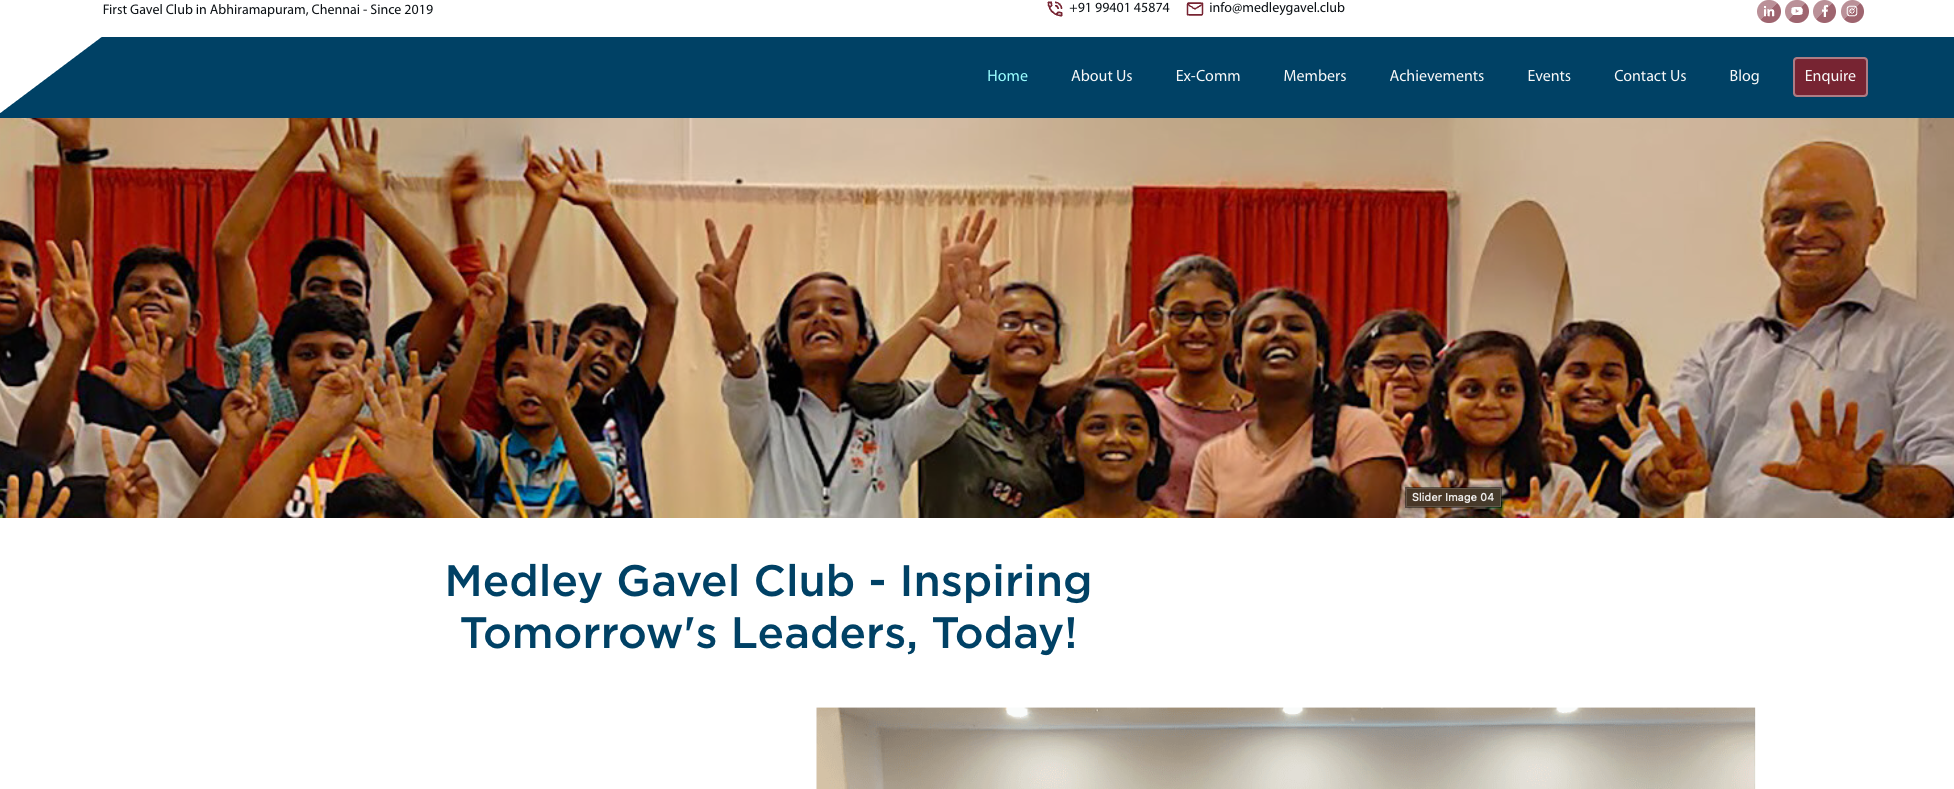 First Gavel Club in Abhiramapuram, Chennai - Since 2019
+91 99401 45874
info@medleygavel.club
Home
About Us
Ex-Comm
Members
Achievements
Events
Contact Us
Blog
Enquire
Slider Image 04
Medley Gavel Club - Inspiring
Tomorrow's Leaders, Today!